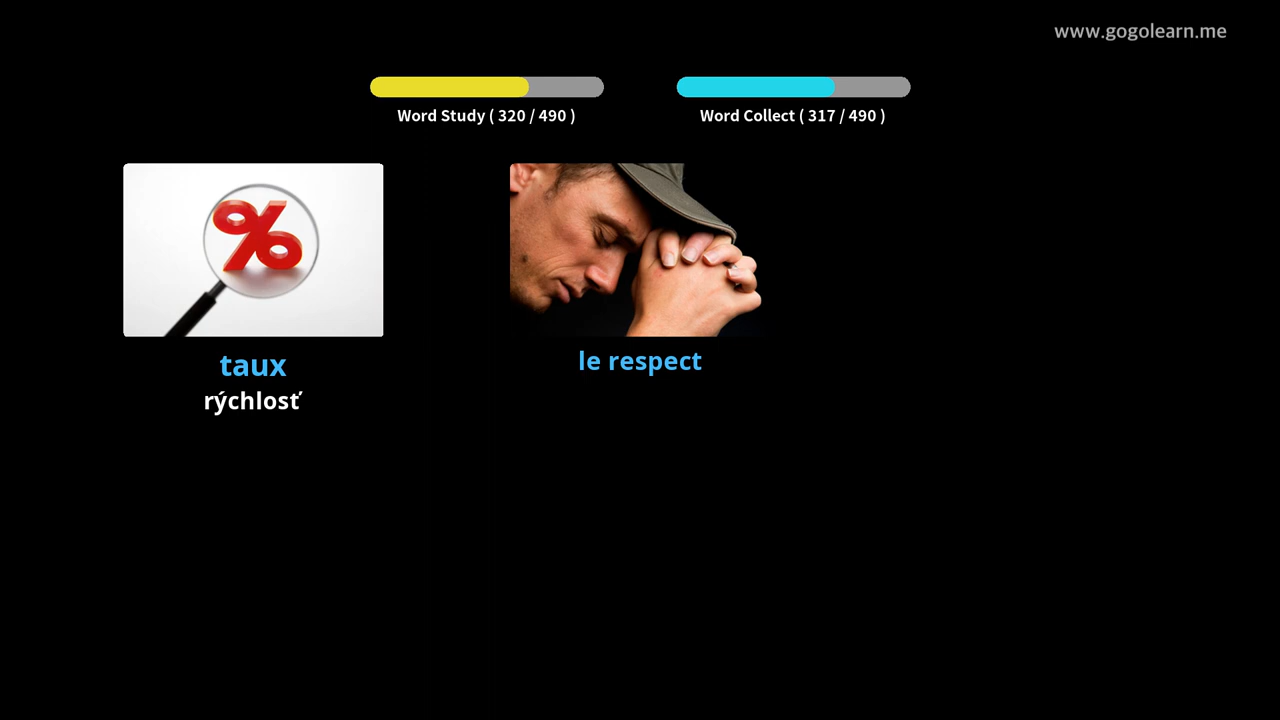 www.gogolearn.me
Word Study ( 320 / 490 )
Word Collect ( 317 / 490 )
%
taux
rýchlosť
le respect